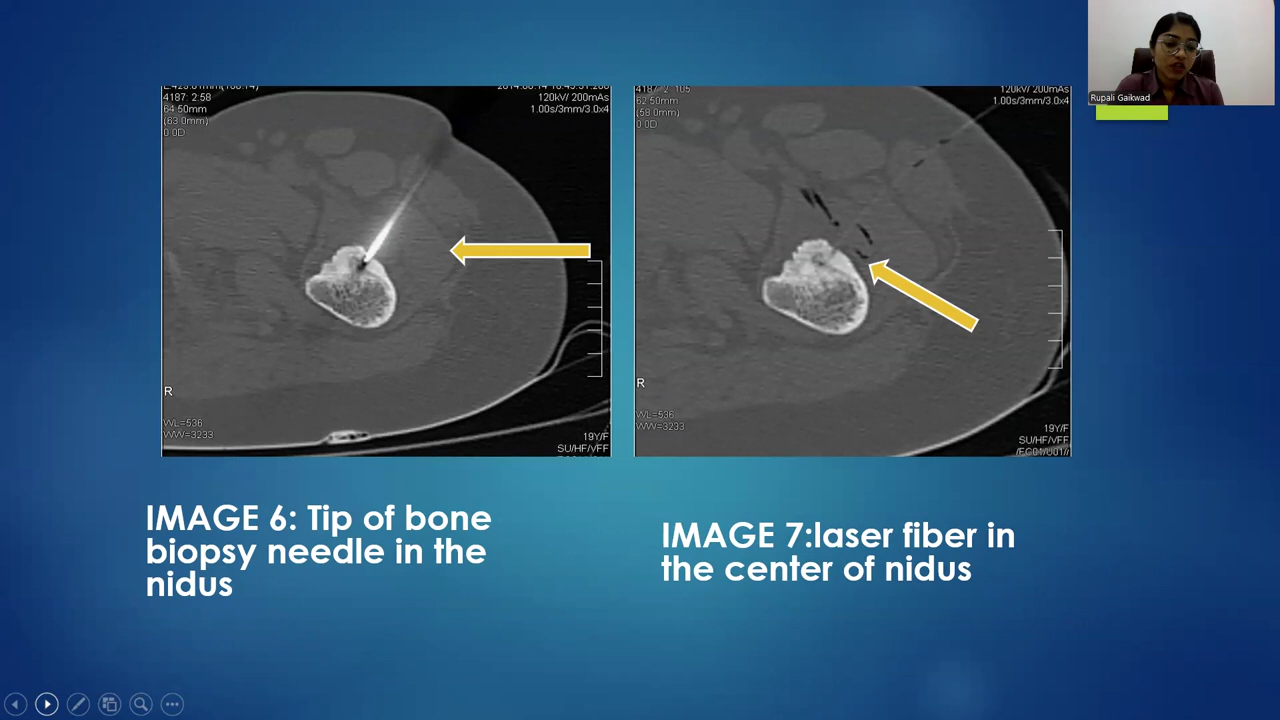 4187: 2:58
64.50mm
(63.0mm)
0.0D
120kV/ 200mAs
1.00s/3mm/3.0x4
R
WL=536
WW=3233
19Y/F
SU/HF/VFF
4187: 2: 105
62.50mm
(58.0mm)
0.0D
120kV/ 200mAs
1.00s/3mm/3.0x4
R
WL=536
WW=3233
19Y/F
SU/HF/VFF
Rupali Gaikwad
IMAGE 6: Tip of bone
biopsy needle in the
nidus
IMAGE 7:laser fiber in
the center of nidus